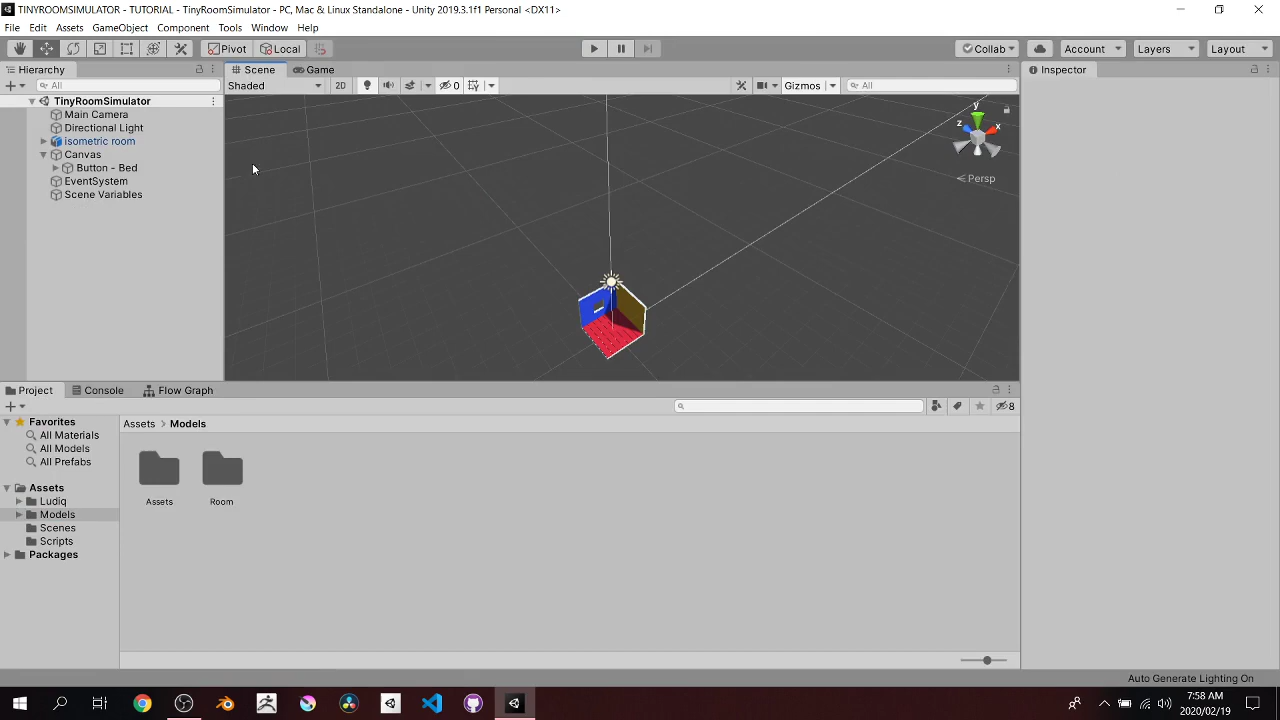 TINYROOMSIMULATOR - TUTORIAL - TinyRoomSimulator - PC, Mac & Linux Standalone - Unity 2019.3.1f1 Personal <DX11>
File Edit Assets GameObject Component Tools Window Help
Pivot Local Collab Account Layers Layout
Hierarchy Scene Game Inspector
All Shaded 2D 0 Gizmos All
TinyRoomSimulator
Main Camera
Directional Light
isometric room
Canvas
Button - Bed
EventSystem
Scene Variables
y
z x
Persp
Project Console Flow Graph
8
Favorites
All Materials
All Models
All Prefabs
Assets
Ludiq
Models
Scenes
Scripts
Packages
Assets > Models
Assets Room
Auto Generate Lighting On
7:58 AM
2020/02/19